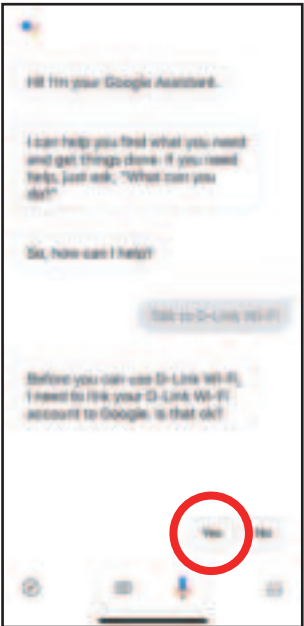 Hi! I'm your Google Assistant.
I can help you find what you need
and get things done. If you need
help, just ask, "What can you
do?"
So, how can I help?
Talk to D-Link Wi-Fi
Before you can use D-Link Wi-Fi,
I need to link your D-Link Wi-Fi
account to Google. Is that ok?
Yes No